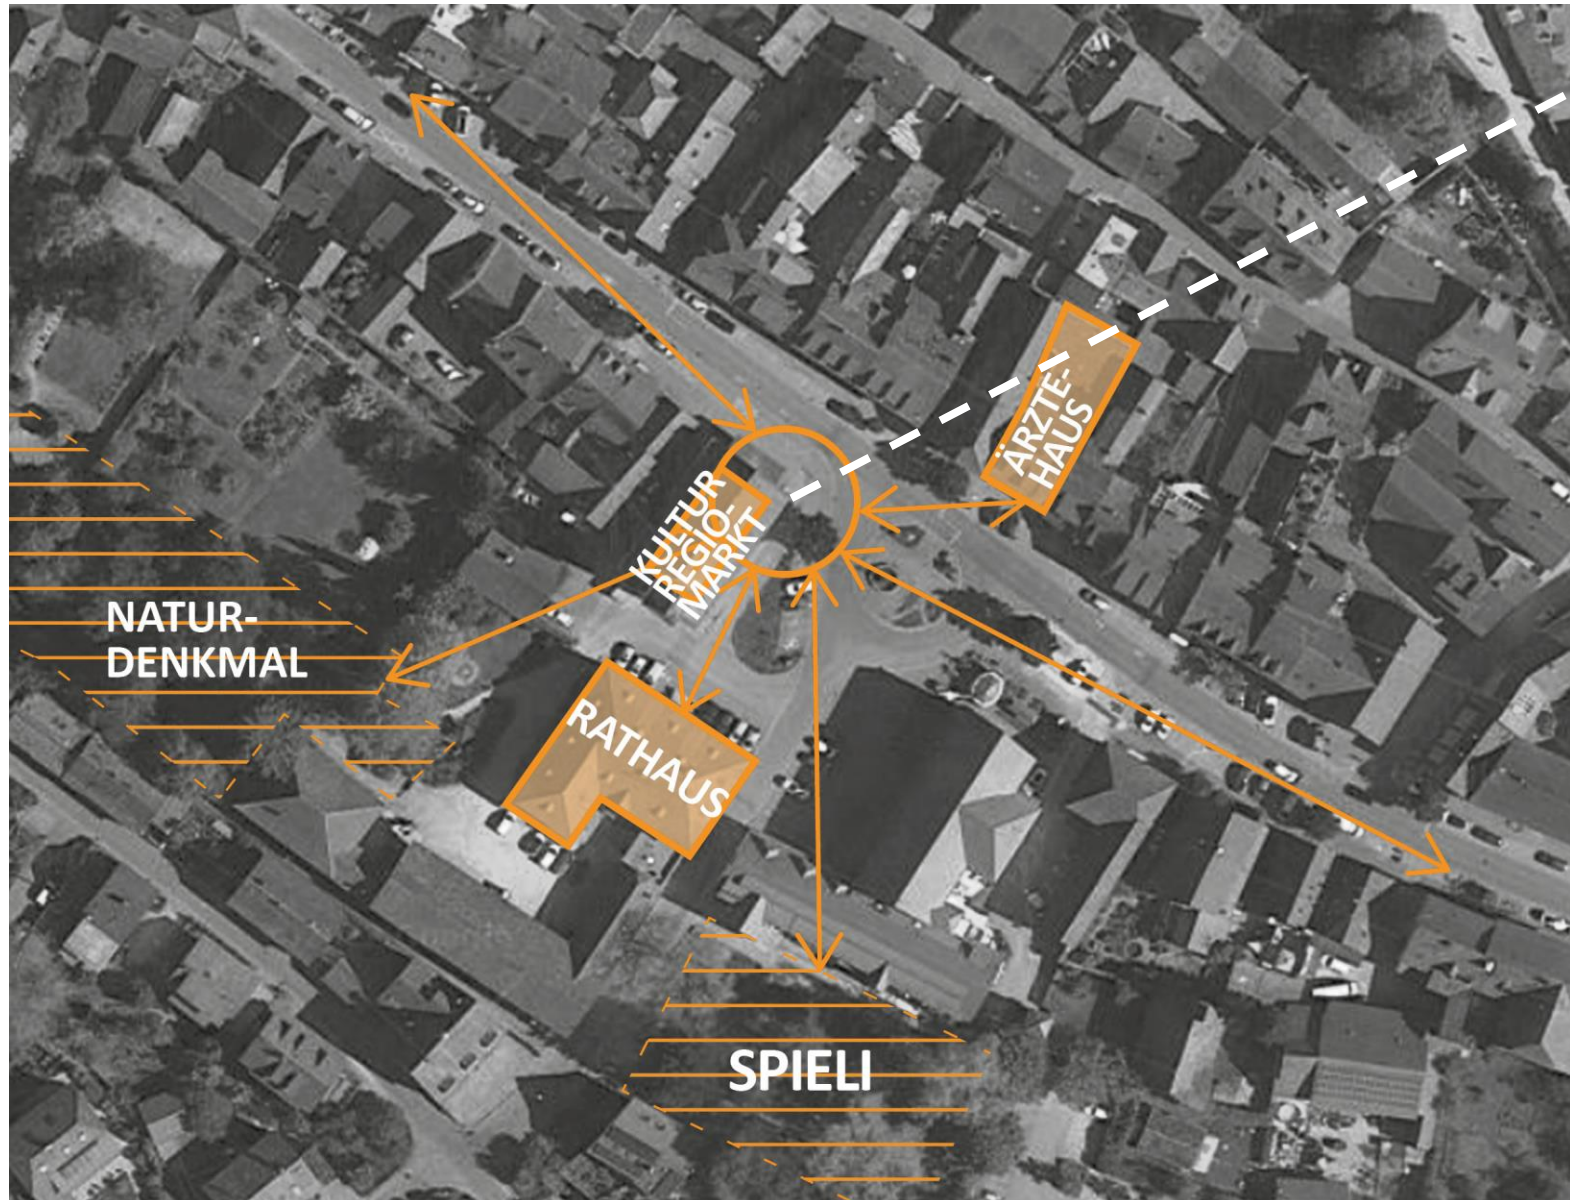 ÄRZTE-
HAUS
KULTUR
REGIO-
MARKT
NATUR-
DENKMAL
RATHAUS
SPIELI